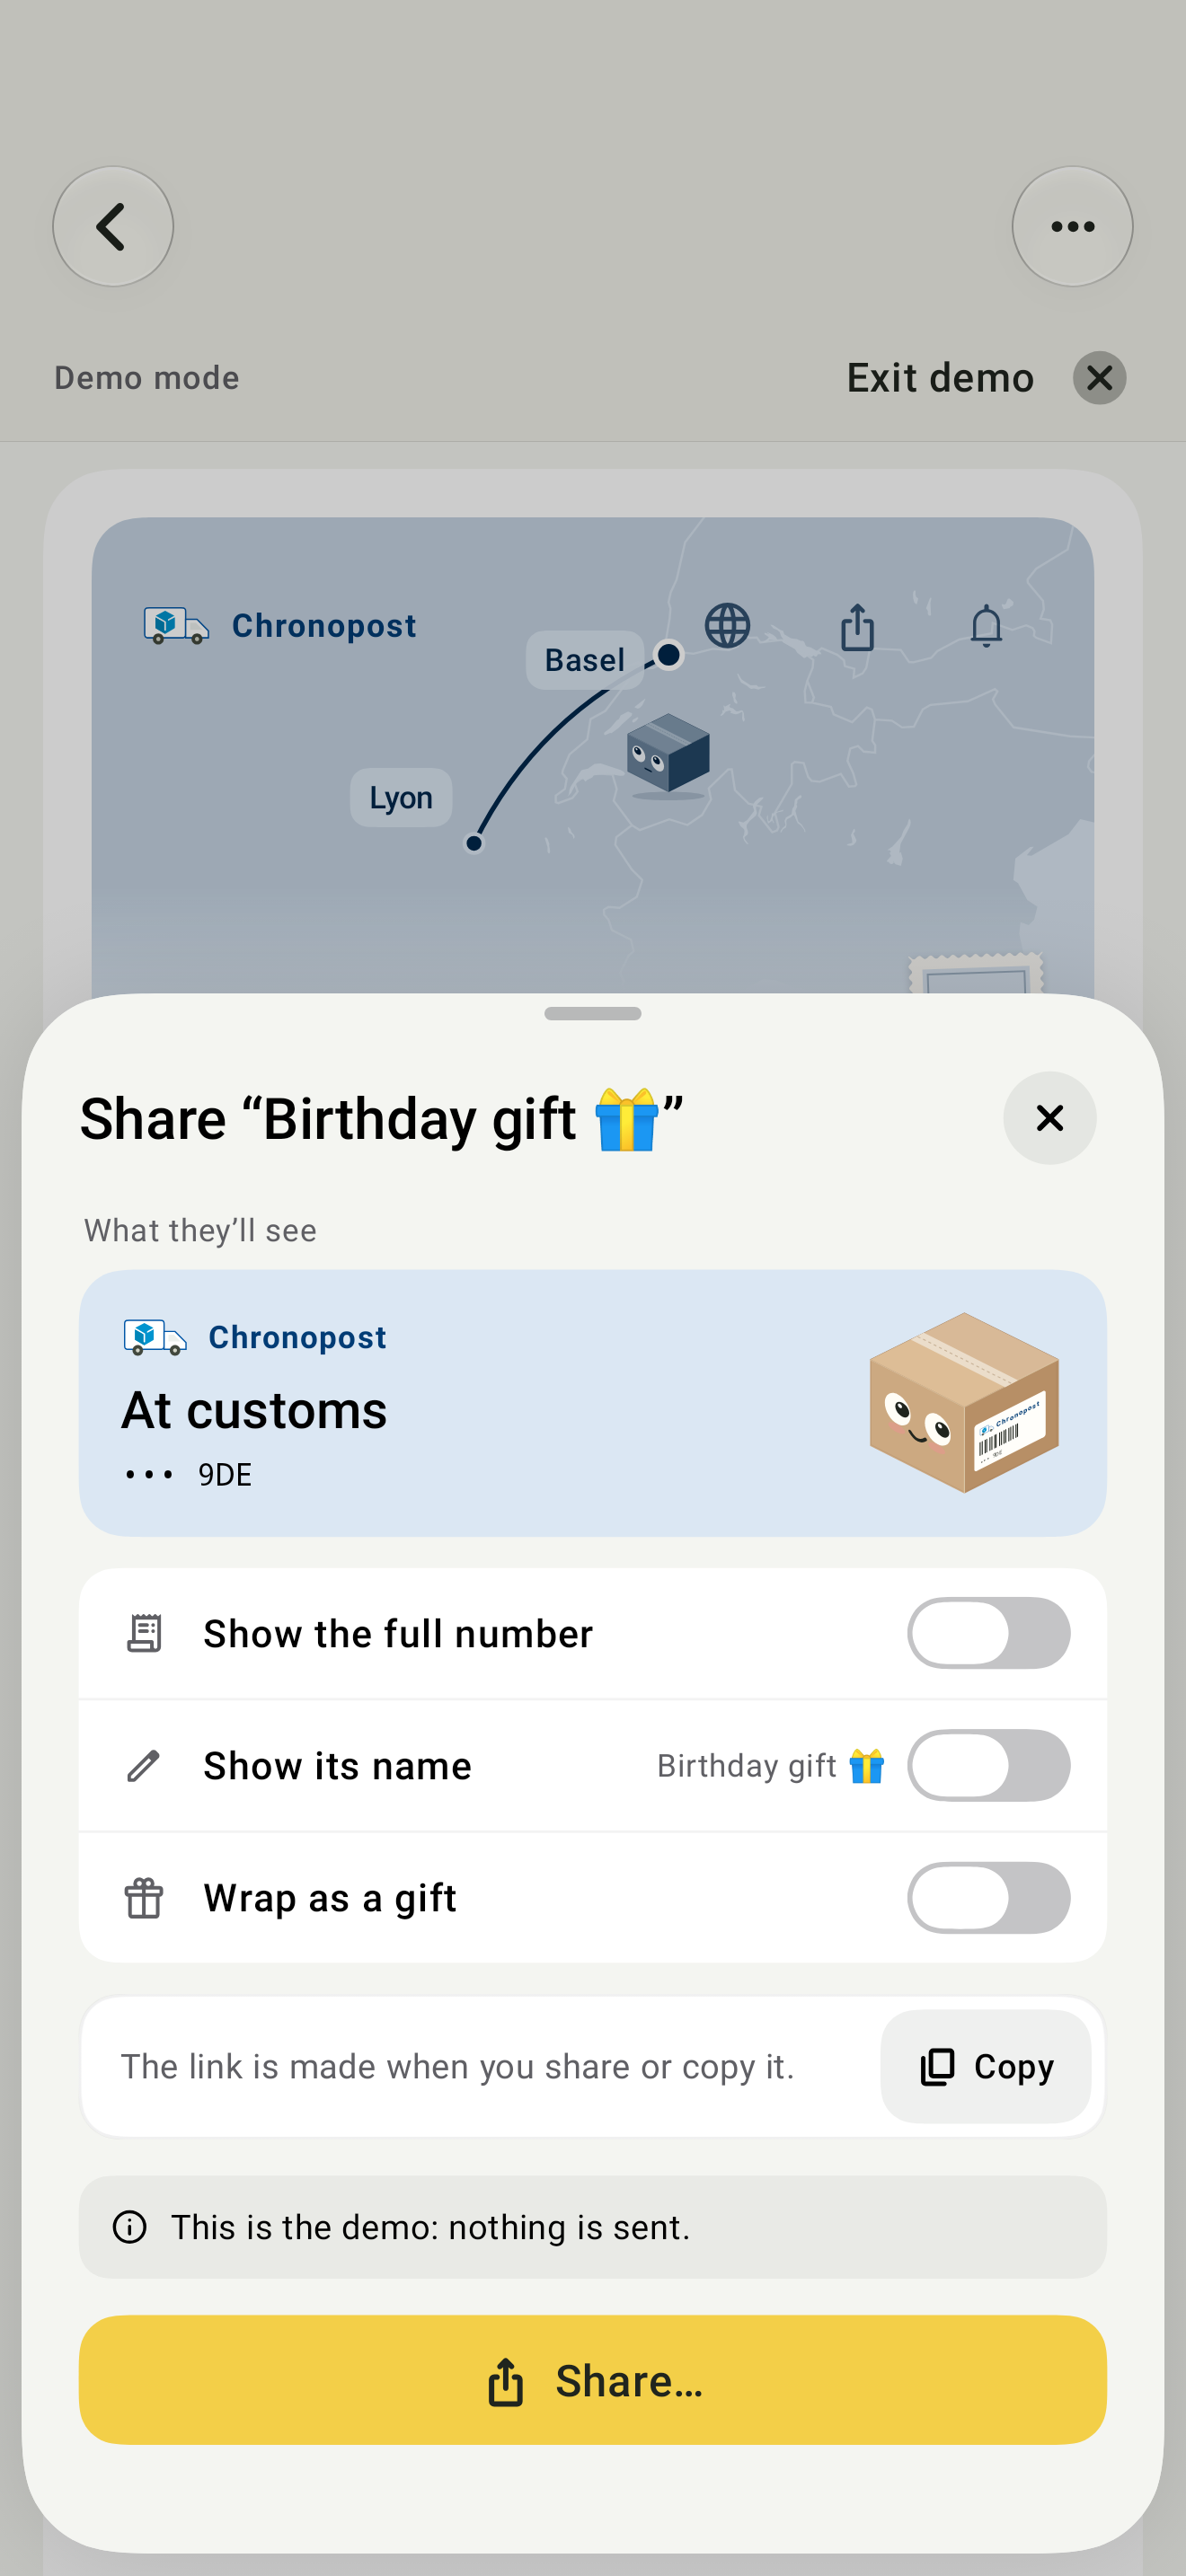 Demo mode
Exit demo
Chronopost
Basel
Lyon
Share “Birthday gift 🎁”
What they’ll see
Chronopost
At customs
••• 9DE
Chronopost
Show the full number
Show its name
Birthday gift 🎁
Wrap as a gift
The link is made when you share or copy it.
Copy
This is the demo: nothing is sent.
Share…